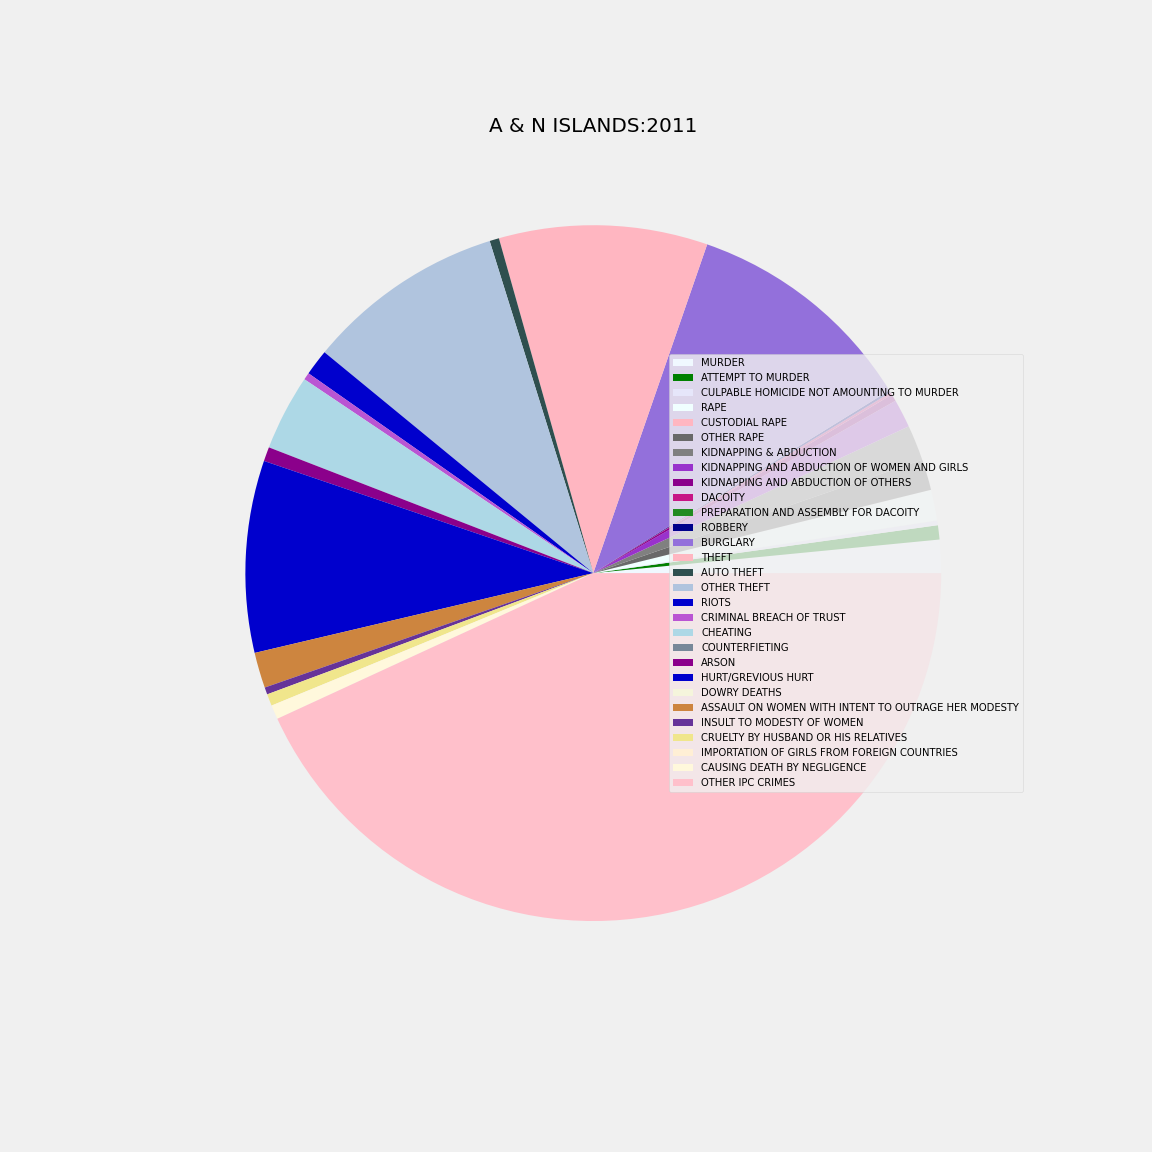 A & N ISLANDS:2011
MURDER
ATTEMPT TO MURDER
CULPABLE HOMICIDE NOT AMOUNTING TO MURDER
RAPE
CUSTODIAL RAPE
OTHER RAPE
KIDNAPPING & ABDUCTION
KIDNAPPING AND ABDUCTION OF WOMEN AND GIRLS
KIDNAPPING AND ABDUCTION OF OTHERS
DACOITY
PREPARATION AND ASSEMBLY FOR DACOITY
ROBBERY
BURGLARY
THEFT
AUTO THEFT
OTHER THEFT
RIOTS
CRIMINAL BREACH OF TRUST
CHEATING
COUNTERFIETING
ARSON
HURT/GREVIOUS HURT
DOWRY DEATHS
ASSAULT ON WOMEN WITH INTENT TO OUTRAGE HER MODESTY
INSULT TO MODESTY OF WOMEN
CRUELTY BY HUSBAND OR HIS RELATIVES
IMPORTATION OF GIRLS FROM FOREIGN COUNTRIES
CAUSING DEATH BY NEGLIGENCE
OTHER IPC CRIMES